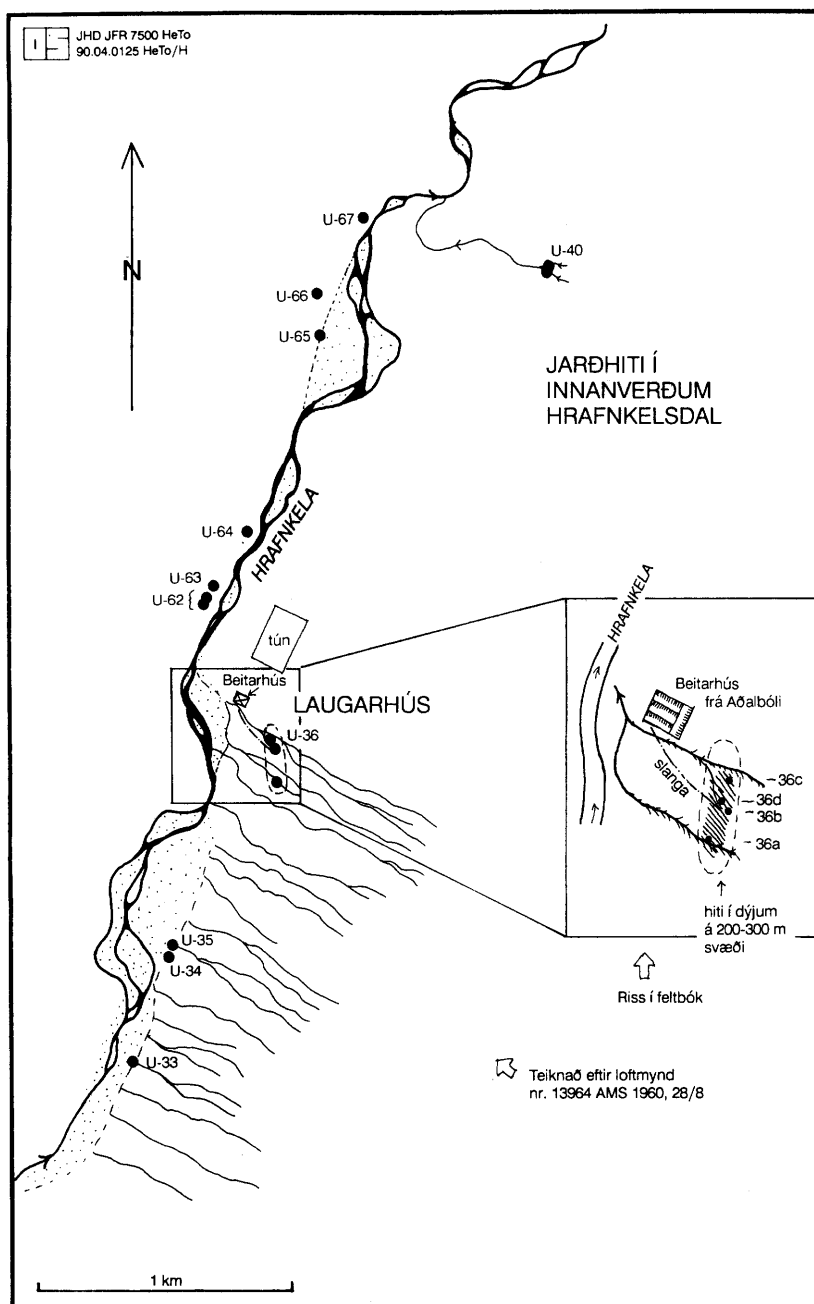 OS
JHD JFR 7500 HeTo
90.04.0125 HeTo/H
N
U-67
U-40
U-66
U-65
JARÐHITI Í
INNANVERÐUM
HRAFNKELSDAL
HRAFNKELA
U-64
U-63
U-62 {
tún
Beitarhús
LAUGARHÚS
U-36
HRAFNKELA
Beitarhús
frá Aðalbóli
slanga
36c
36d
36b
36a
hiti í dýjum
á 200-300 m
svæði
Riss í feltbók
U-35
U-34
U-33
Teiknað eftir loftmynd
nr. 13964 AMS 1960, 28/8
1 km